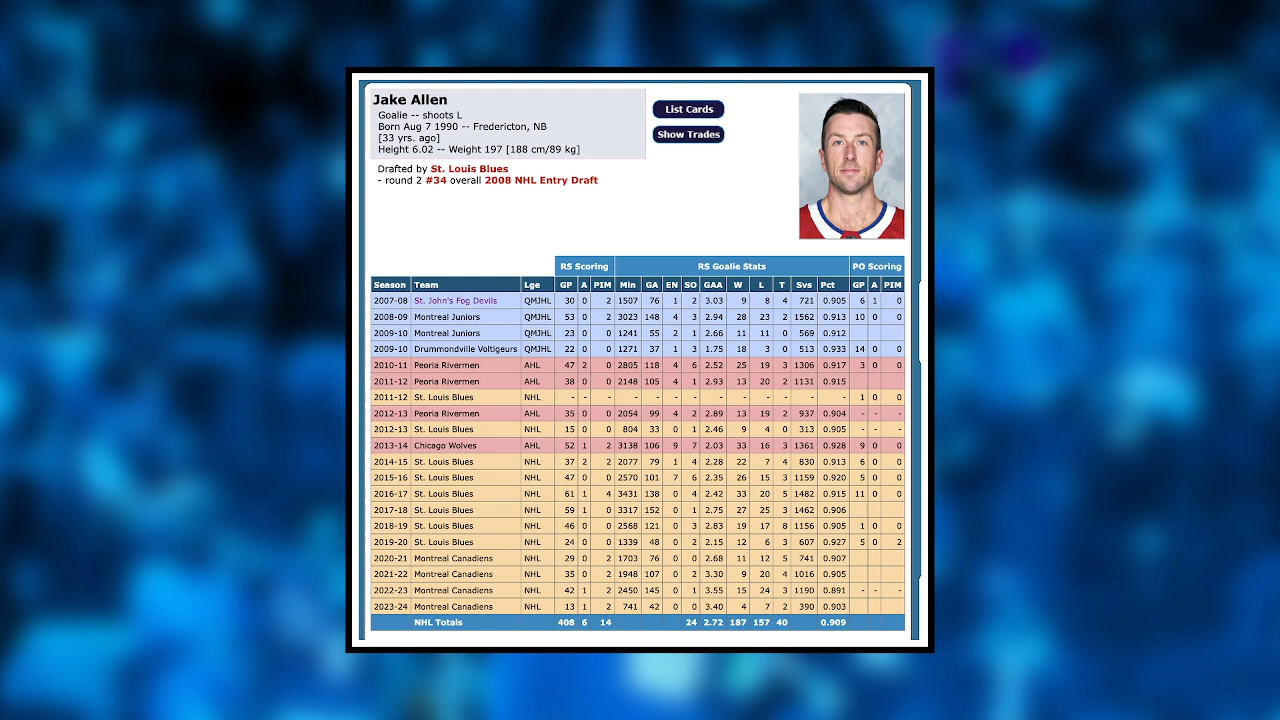 Jake Allen
Goalie -- shoots L
Born Aug 7 1990 -- Fredericton, NB
[33 yrs. ago]
Height 6.02 -- Weight 197 [188 cm/89 kg]
List Cards
Show Trades
Drafted by St. Louis Blues
- round 2 #34 overall 2008 NHL Entry Draft
RS Scoring RS Goalie Stats PO Scoring
Season Team Lge GP A PIM Min GA EN SO GAA W L T Svs Pct GP A PIM
2007-08 St. John's Fog Devils QMJHL 30 0 2 1507 76 1 2 3.03 9 8 4 721 0.905 6 1 0
2008-09 Montreal Juniors QMJHL 53 0 2 3023 148 4 3 2.94 28 23 2 1562 0.913 10 0 0
2009-10 Montreal Juniors QMJHL 23 0 0 1241 55 2 1 2.66 11 11 0 569 0.912
2009-10 Drummondville Voltigeurs QMJHL 22 0 0 1271 37 1 3 1.75 18 3 0 513 0.933 14 0 0
2010-11 Peoria Rivermen AHL 47 2 0 2805 118 4 6 2.52 25 19 3 1306 0.917 3 0 0
2011-12 Peoria Rivermen AHL 38 0 0 2148 105 4 1 2.93 13 20 2 1131 0.915
2011-12 St. Louis Blues NHL - - - - - - - - - - - - - 1 0 0
2012-13 Peoria Rivermen AHL 35 0 0 2054 99 4 2 2.89 13 19 2 937 0.904 - - -
2012-13 St. Louis Blues NHL 15 0 0 804 33 0 1 2.46 9 4 0 313 0.905 - - -
2013-14 Chicago Wolves AHL 52 1 2 3138 106 9 7 2.03 33 16 3 1361 0.928 9 0 0
2014-15 St. Louis Blues NHL 37 2 2 2077 79 1 4 2.28 22 7 4 830 0.913 6 0 0
2015-16 St. Louis Blues NHL 47 0 0 2570 101 7 6 2.35 26 15 3 1159 0.920 5 0 0
2016-17 St. Louis Blues NHL 61 1 4 3431 138 0 4 2.42 33 20 5 1482 0.915 11 0 0
2017-18 St. Louis Blues NHL 59 1 0 3317 152 0 1 2.75 27 25 3 1462 0.906
2018-19 St. Louis Blues NHL 46 0 0 2568 121 0 3 2.83 19 17 8 1156 0.905 1 0 0
2019-20 St. Louis Blues NHL 24 0 0 1339 48 0 2 2.15 12 6 3 607 0.927 5 0 2
2020-21 Montreal Canadiens NHL 29 0 2 1703 76 0 0 2.68 11 12 5 741 0.907
2021-22 Montreal Canadiens NHL 35 0 2 1948 107 0 2 3.30 9 20 4 1016 0.905
2022-23 Montreal Canadiens NHL 42 1 2 2450 145 0 1 3.55 15 24 3 1190 0.891 - - -
2023-24 Montreal Canadiens NHL 13 1 2 741 42 0 0 3.40 4 7 2 390 0.903
NHL Totals 408 6 14 24 2.72 187 157 40 0.909